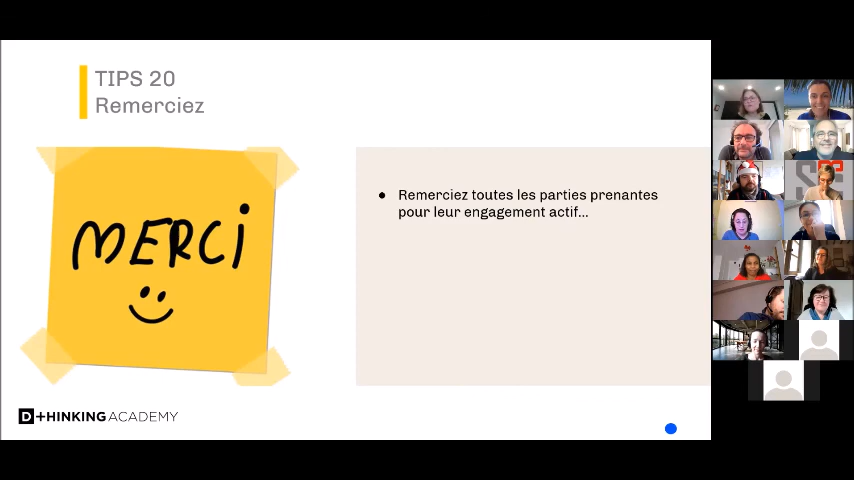 TIPS 20
Remerciez
MERCI
● Remerciez toutes les parties prenantes
pour leur engagement actif...
D+HINKING ACADEMY